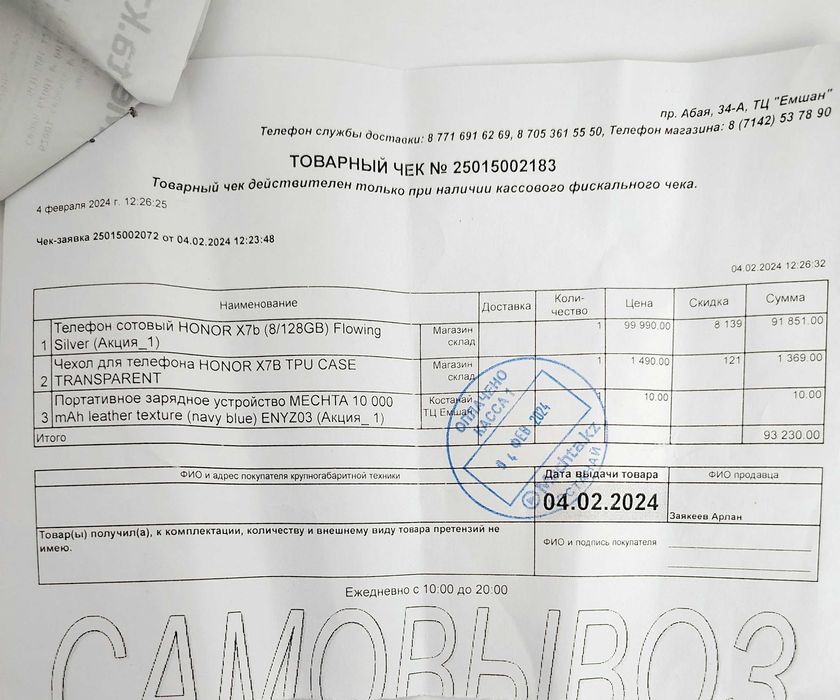 пр. Абая, 34-А, ТЦ "Емшан"
Телефон службы доставки: 8 771 691 62 69, 8 705 361 55 50, Телефон магазина: 8 (7142) 53 78 90
ТОВАРНЫЙ ЧЕК № 25015002183
Товарный чек действителен только при наличии кассового фискального чека.
4 февраля 2024 г. 12:26:25
Чек-заявка 25015002072 от 04.02.2024 12:23:48
04.02.2024 12:26:32
Наименование Доставка Коли-чество Цена Скидка Сумма
1 Телефон сотовый HONOR X7b (8/128GB) Flowing Магазин 1 99 990.00 8 139 91 851.00
Silver (Акция_1) склад
Чехол для телефона HONOR X7B TPU CASE Магазин 1 1 490.00 121 1 369.00
2 TRANSPARENT склад
Портативное зарядное устройство МЕЧТА 10 000 Костанай, 1 10.00 10.00
3 mAh leather texture (navy blue) ENYZ03 (Акция_ 1) ТЦ Емшан
Итого 93 230.00
ОПЛАЧЕНО
КАССА 1
04 ФЕВ 2024
Mechta.kz
КОСТАНАЙ
ФИО и адрес покупателя крупногабаритной техники Дата выдачи товара ФИО продавца
04.02.2024 Заякеев Арлан
Товар(ы) получил(а), к комплектации, количеству и внешнему виду товара претензий не
имею.
ФИО и подпись покупателя
Ежедневно с 10:00 до 20:00
САМОВЫВОЗ